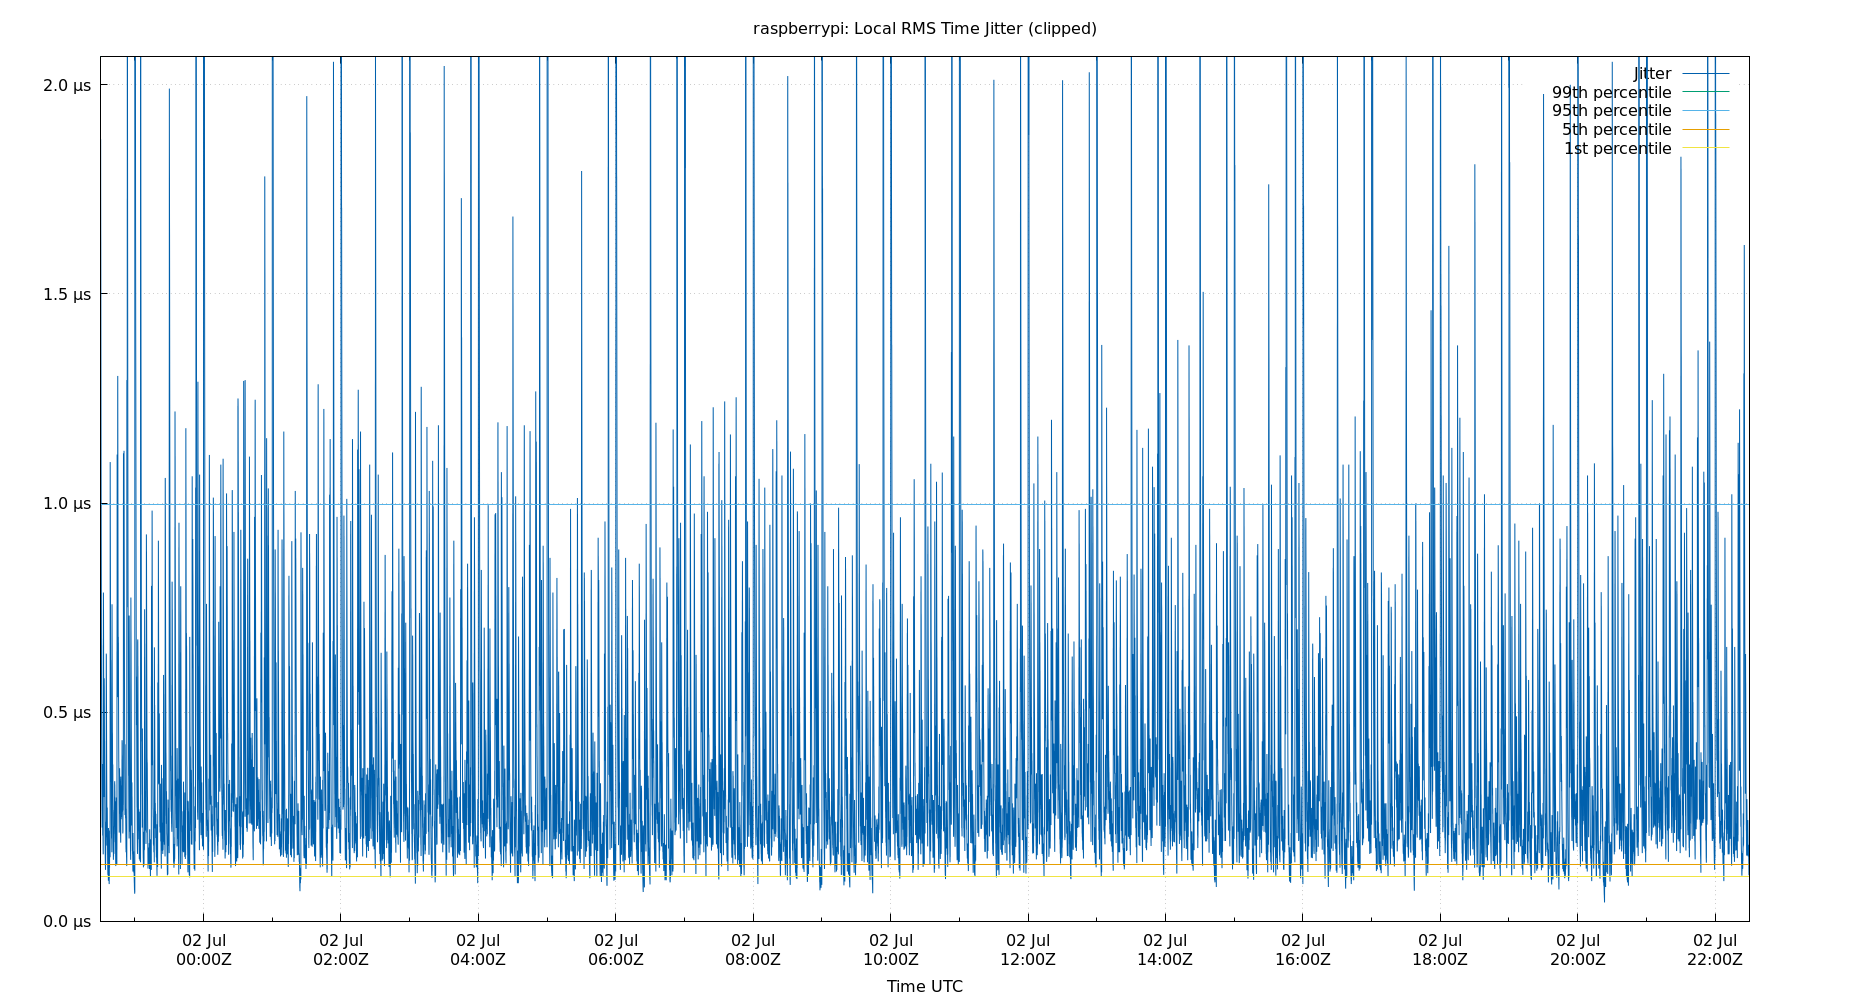 raspberrypi: Local RMS Time Jitter (clipped)
Jitter
99th percentile
95th percentile
5th percentile
1st percentile
2.0 µs
1.5 µs
1.0 µs
0.5 µs
0.0 µs
02 Jul 02 Jul 02 Jul 02 Jul 02 Jul 02 Jul 02 Jul 02 Jul 02 Jul 02 Jul 02 Jul 02 Jul
00:00Z 02:00Z 04:00Z 06:00Z 08:00Z 10:00Z 12:00Z 14:00Z 16:00Z 18:00Z 20:00Z 22:00Z
Time UTC